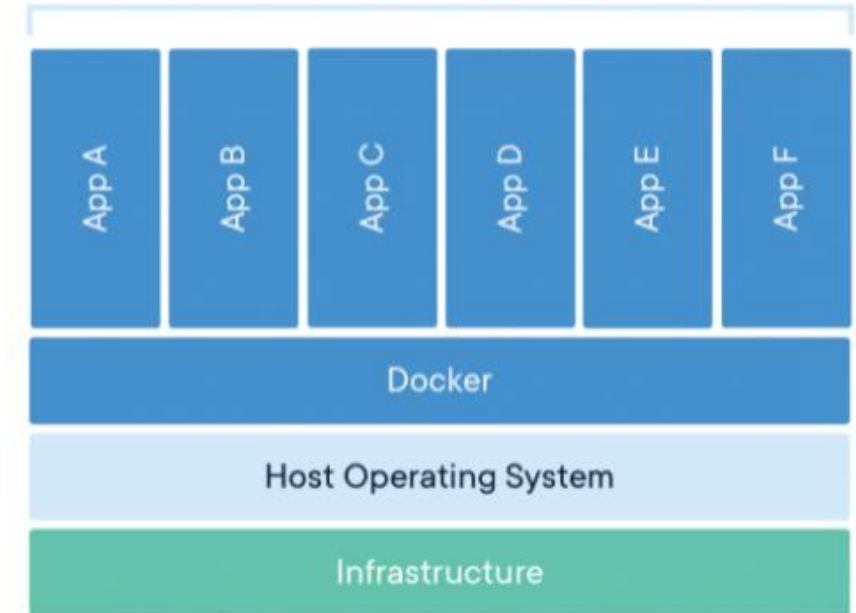 App A
App B
App C
App D
App E
App F
Docker
Host Operating System
Infrastructure